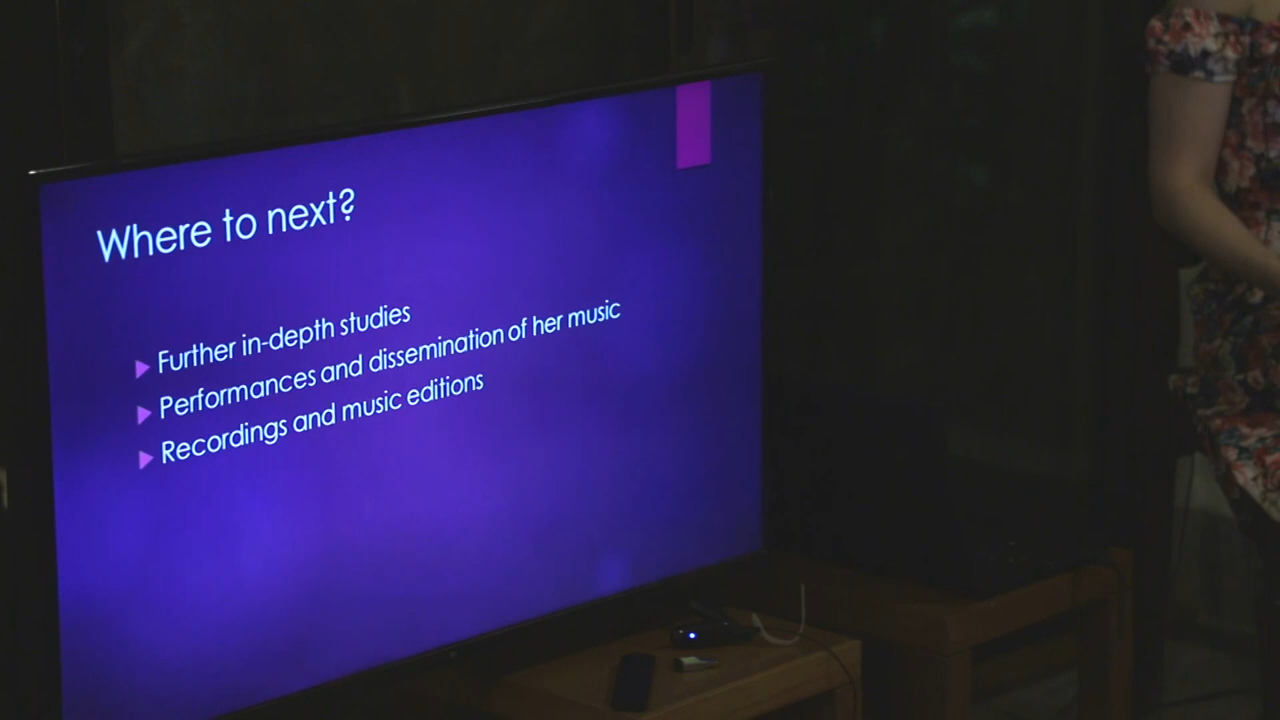 Where to next?
Further in-depth studies
Performances and dissemination of her music
Recordings and music editions